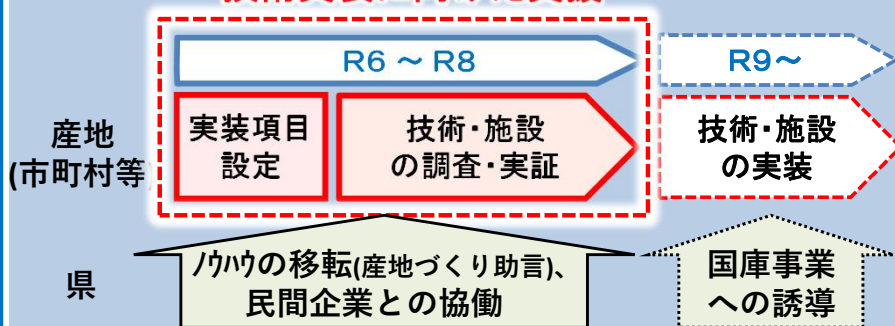 R6 ～ R8
R9～
産地
(市町村等)
実装項目
設定
技術・施設
の調査・実証
技術・施設
の実装
県
ﾉｳﾊｳの移転(産地づくり助言)、
民間企業との協働
国庫事業
への誘導